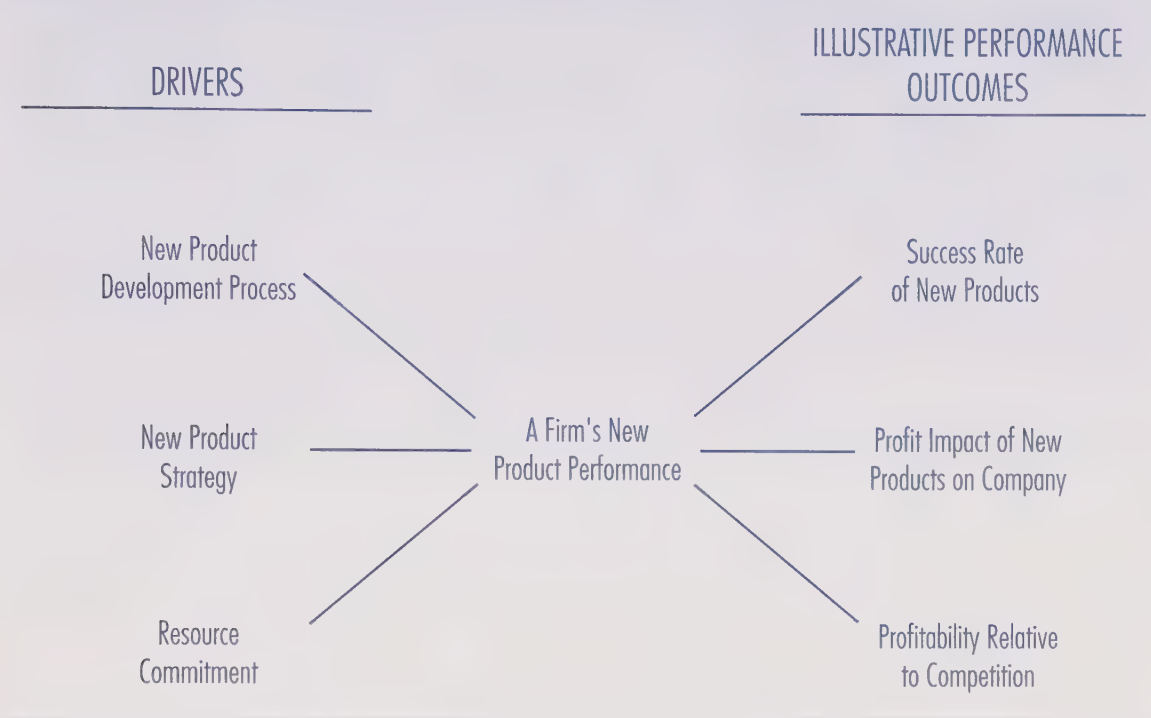 DRIVERS
ILLUSTRATIVE PERFORMANCE
OUTCOMES
New Product
Development Process
Success Rate
of New Products
New Product
Strategy
A Firm's New
Product Performance
Profit Impact of New
Products on Company
Resource
Commitment
Profitability Relative
to Competition